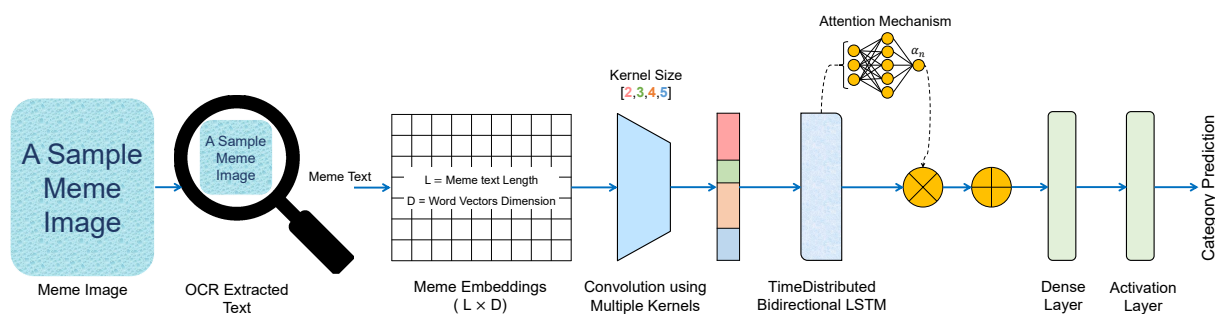 Attention Mechanism
αn
Kernel Size
[2,3,4,5]
A Sample
Meme
Image
A Sample
Meme
Image
Meme Text
L = Meme text Length
D = Word Vectors Dimension
Category Prediction
Meme Image
OCR Extracted
Text
Meme Embeddings
( L × D)
Convolution using
Multiple Kernels
TimeDistributed
Bidirectional LSTM
Dense
Layer
Activation
Layer